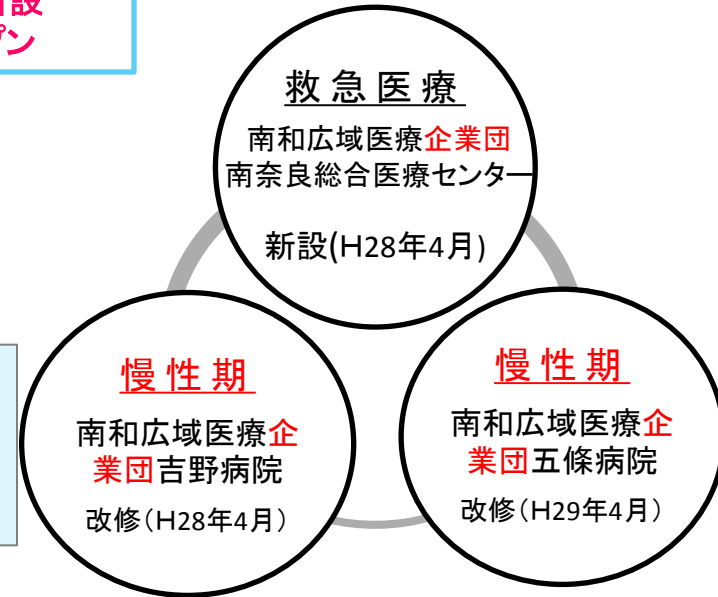 設
プン
救急医療
南和広域医療企業団
南奈良総合医療センター
新設(H28年4月)
慢性期
南和広域医療企
業団吉野病院
改修（H28年4月）
慢性期
南和広域医療企
業団五條病院
改修（H29年4月）